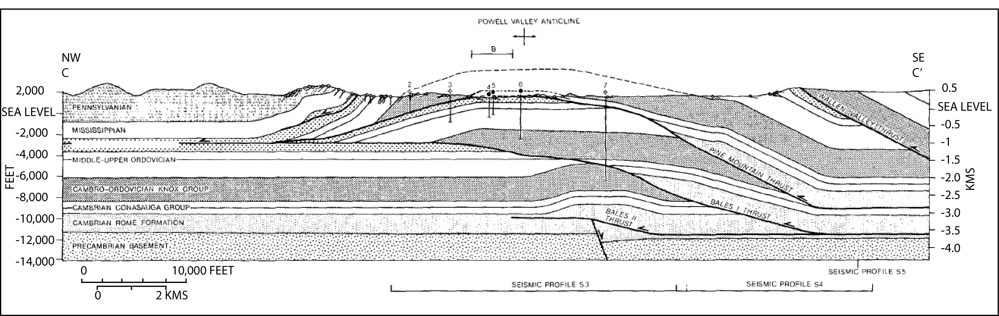 POWELL VALLEY ANTICLINE
B
NW
C
SE
C′
2 3 4 5 6 7
2,000
SEA LEVEL
-2,000
-4,000
-6,000
-8,000
-10,000
-12,000
-14,000
FEET
0.5
SEA LEVEL
-0.5
-1
-1.5
-2.0
-2.5
-3.0
-3.5
-4.0
KMS
PENNSYLVANIAN
MISSISSIPPIAN
MIDDLE-UPPER ORDOVICIAN
CAMBRO-ORDOVICIAN KNOX GROUP
CAMBRIAN CONASAUGA GROUP
CAMBRIAN ROME FORMATION
PRECAMBRIAN BASEMENT
WALLEN VALLEY THRUST
PINE MOUNTAIN THRUST
BALES I THRUST
BALES II
THRUST
0 10,000 FEET
0 2 KMS
SEISMIC PROFILE S3
SEISMIC PROFILE S4
SEISMIC PROFILE S5